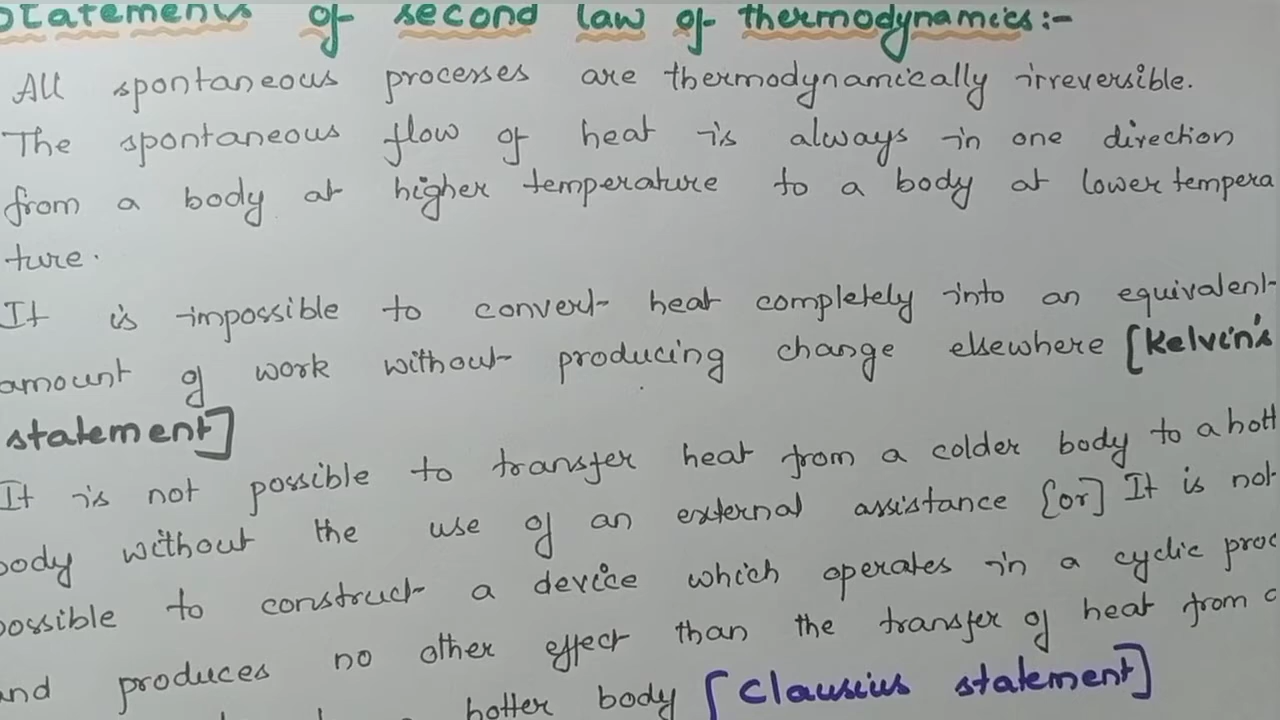 Statements of second law of thermodynamics:-
All spontaneous processes are thermodynamically irreversible.
The spontaneous flow of heat is always in one direction
from a body at higher temperature to a body at lower tempera
ture.
It is impossible to convert heat completely into an equivalent
amount of work without producing change elsewhere [Kelvin's
statement]
It is not possible to transfer heat from a colder body to a hott
body without the use of an external assistance [or] It is not
possible to construct a device which operates in a cyclic proc
and produces no other effect than the transfer of heat from
hotter body [Clausius statement]